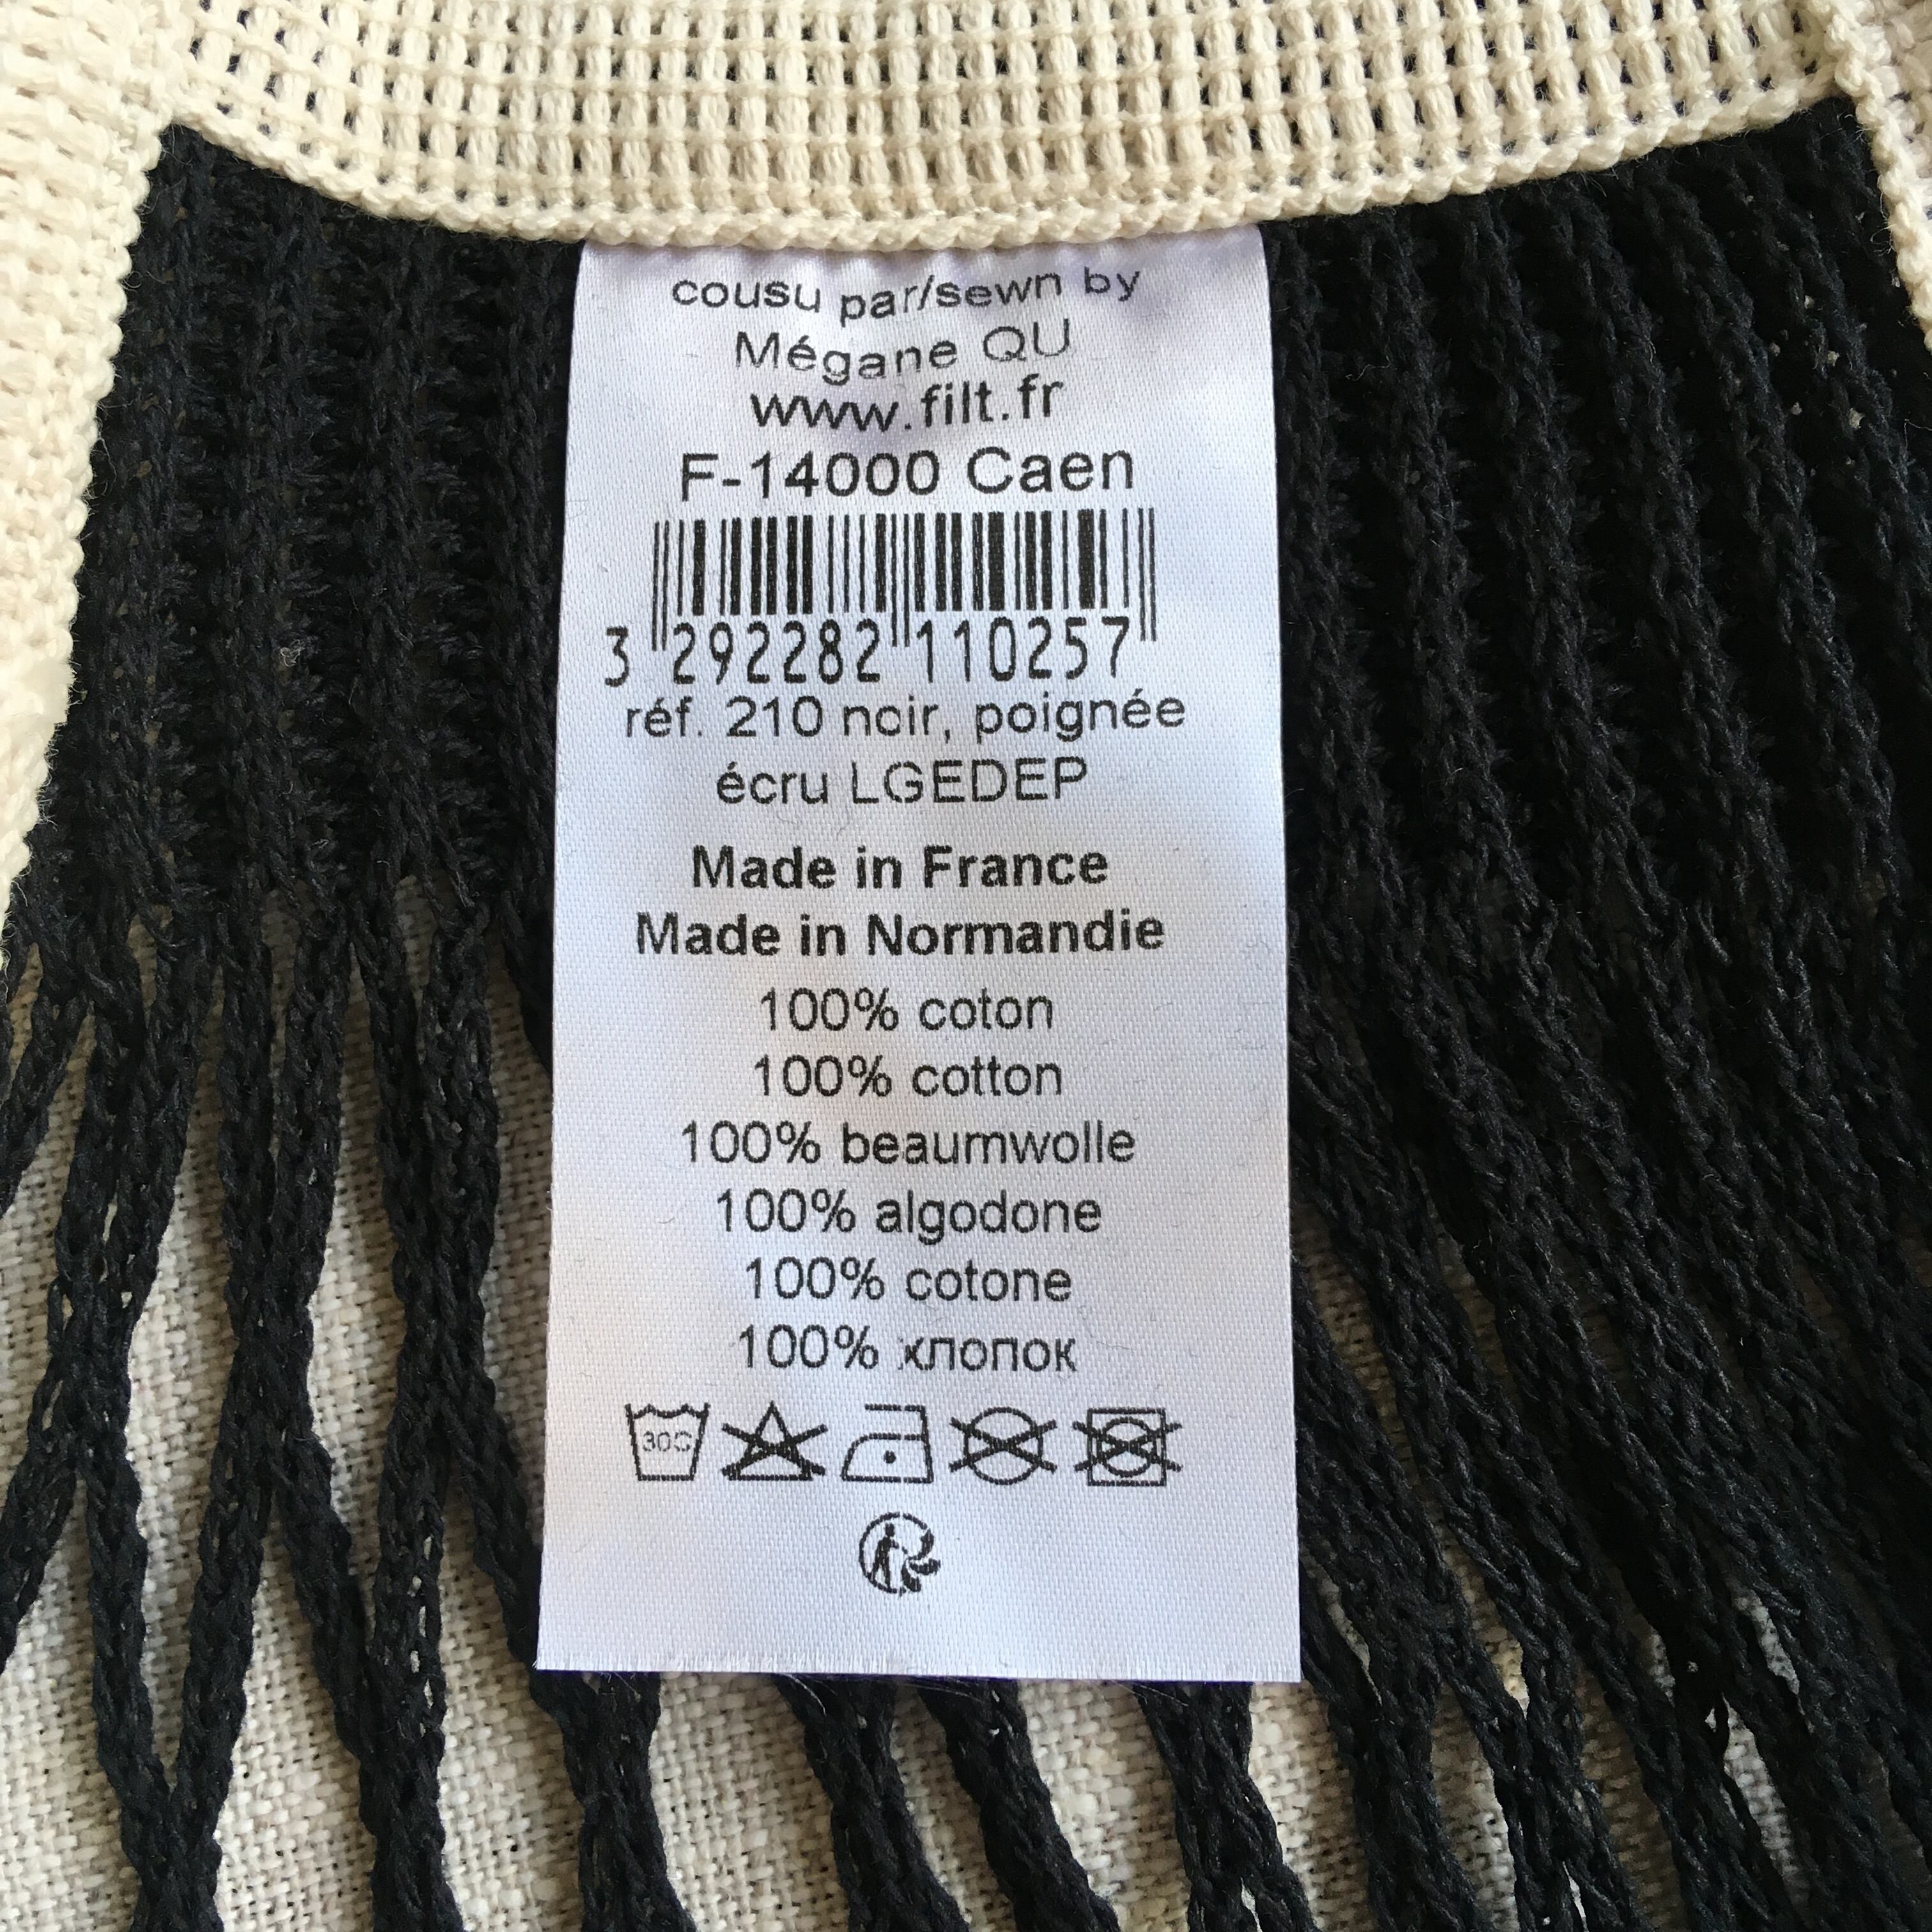 cousu par/sewn by
Mégane QU
www.filt.fr
F-14000 Caen
3 292282 110257
réf. 210 noir, poignée
écru LGEDEP
Made in France
Made in Normandie
100% coton
100% cotton
100% beaumwolle
100% algodone
100% cotone
100% хлопок
30C